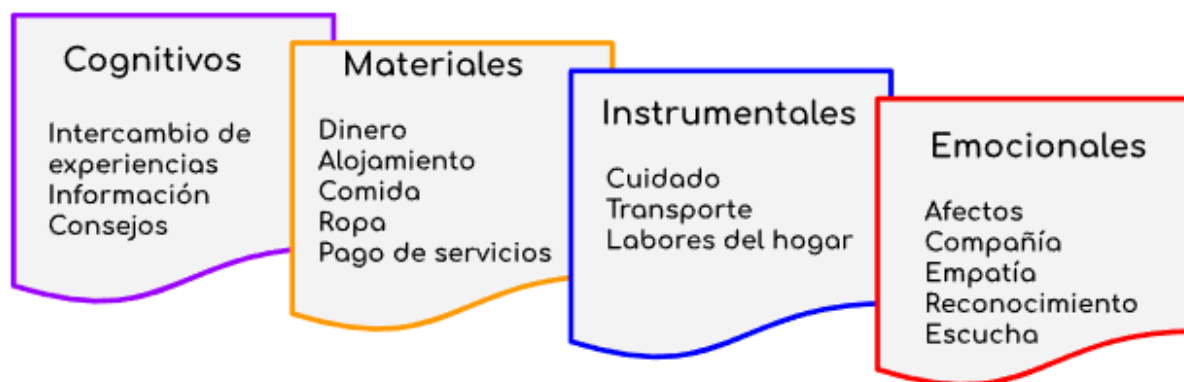 Cognitivos
Intercambio de
experiencias
Información
Consejos
Materiales
Dinero
Alojamiento
Comida
Ropa
Pago de servicios
Instrumentales
Cuidado
Transporte
Labores del hogar
Emocionales
Afectos
Compañía
Empatía
Reconocimiento
Escucha